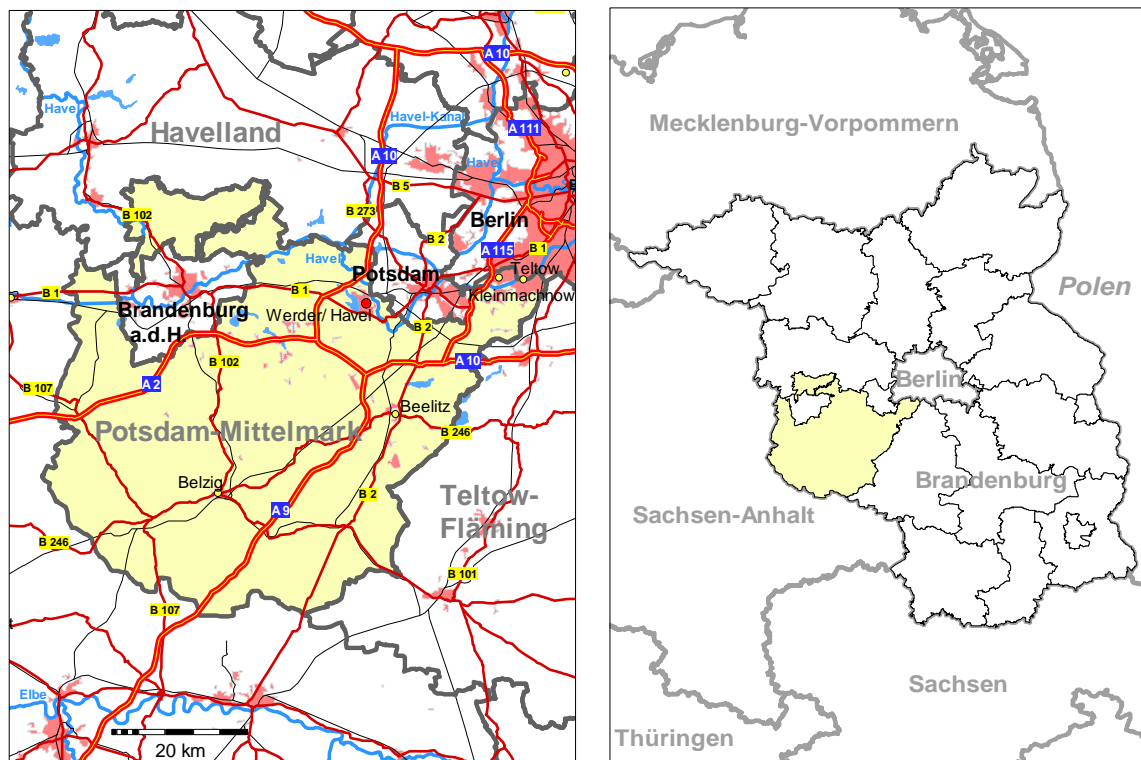 A 10
Havel
Havel-Kanal
A 111
Havelland
A 10
Havel
B 5
B 102
B 273
Berlin
B 2
A 115
B 1
Havel
Potsdam
Teltow
B 1
B 1
Kleinmachnow
Brandenburg
a.d.H.
Werder/ Havel
B 2
B 102
A 10
A 2
B 107
Beelitz
Potsdam-Mittelmark
B 246
Belzig
B 2
A 9
Teltow-
Fläming
B 246
B 101
B 107
Elbe
20 km
Mecklenburg-Vorpommern
Polen
Berlin
Brandenburg
Sachsen-Anhalt
Sachsen
Thüringen